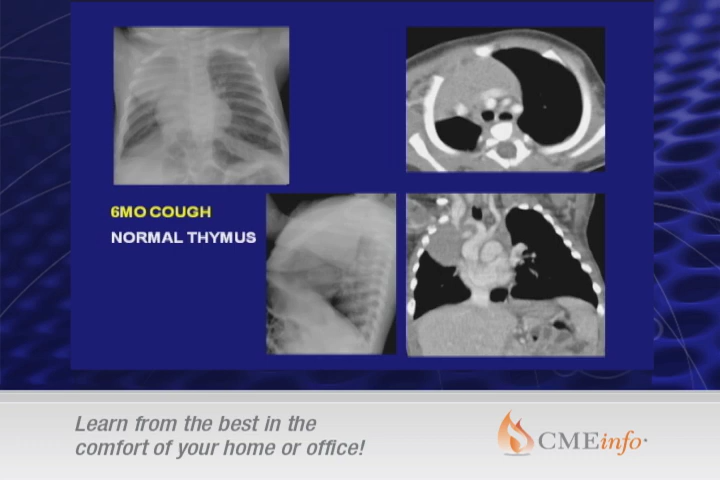 6MO COUGH
NORMAL THYMUS
Learn from the best in the
comfort of your home or office!
CMEinfo